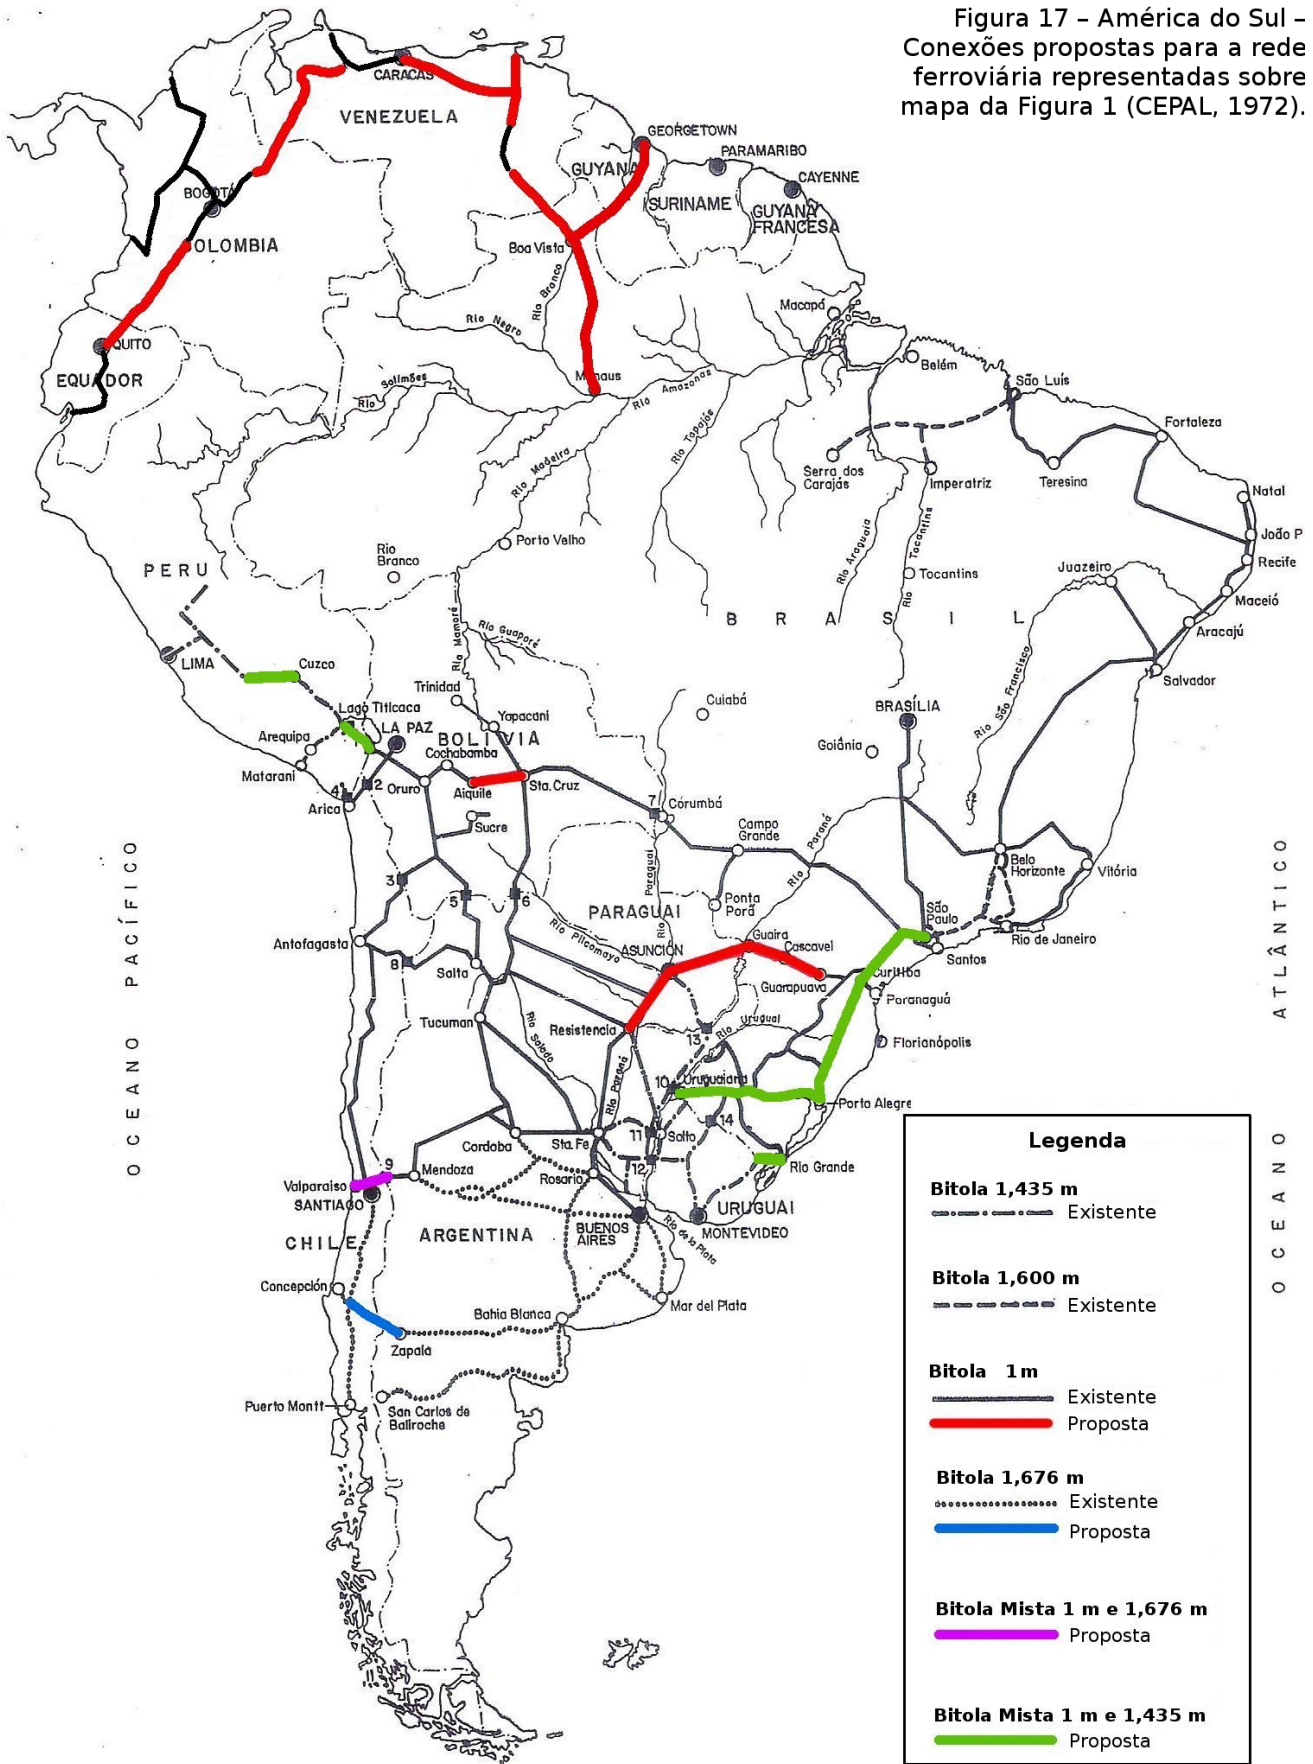 Figura 17 – América do Sul –
Conexões propostas para a rede
ferroviária representadas sobre
mapa da Figura 1 (CEPAL, 1972).
CARACAS
VENEZUELA
GEORGETOWN
PARAMARIBO
GUYANA
CAYENNE
SURINAME
GUYANA
FRANCESA
BOGOTÁ
OLOMBIA
Boa Vista
Rio Branco
Rio Negro
Macapá
QUITO
EQUADOR
Belém
Manaus
Rio Solimões
Rio Amazonas
São Luís
Rio Tapajós
Fortaleza
Rio Madeira
Serra dos
Carajás
Imperatriz
Teresina
Natal
João P
Recife
Porto Velho
Rio
Branco
Rio Araguaia
Rio Tocantins
Tocantins
Juazeiro
Maceió
PERU
Rio Mamoré
Rio Guaporé
BRASIL
Aracajú
LIMA
Cuzco
Rio São Francisco
Salvador
Trinidad
Lago Titicaca
Yapacani
Cuiabá
BRASÍLIA
Arequipa
LA PAZ
BOLIVIA
Goiânia
Cochabamba
Matarani
4
2
Oruro
Aiquile
Sta. Cruz
Arica
7
Corumbá
Sucre
Campo
Grande
Rio Paraná
Belo
Horizonte
Vitória
Rio Paraguai
3
5
6
Ponta
Porã
São
Paulo
PARAGUAI
Rio Pilcomayo
Guaira
Cascavel
Antofagasta
ASUNCIÓN
Rio de Janeiro
Santos
8
Salta
Guarapuava
Curitiba
Paranaguá
Tucuman
Rio Salado
Resistencia
13
Rio Uruguai
Florianópolis
10
Uruguaiana
Rio Paraná
Porto Alegre
14
Cordoba
Sta. Fe
11
Salto
9
Mendoza
12
Rio Grande
Valparaiso
SANTIAGO
Rosario
URUGUAI
ARGENTINA
BUENOS
AIRES
Rio de la Plata
MONTEVIDEO
CHILE
Concepción
Mar del Plata
Bahia Blanca
Zapala
Puerto Montt
San Carlos de
Bailroche
OCEANO PACÍFICO
OCEANO ATLÂNTICO
Legenda
Bitola 1,435 m
Existente
Bitola 1,600 m
Existente
Bitola 1m
Existente
Proposta
Bitola 1,676 m
Existente
Proposta
Bitola Mista 1 m e 1,676 m
Proposta
Bitola Mista 1 m e 1,435 m
Proposta